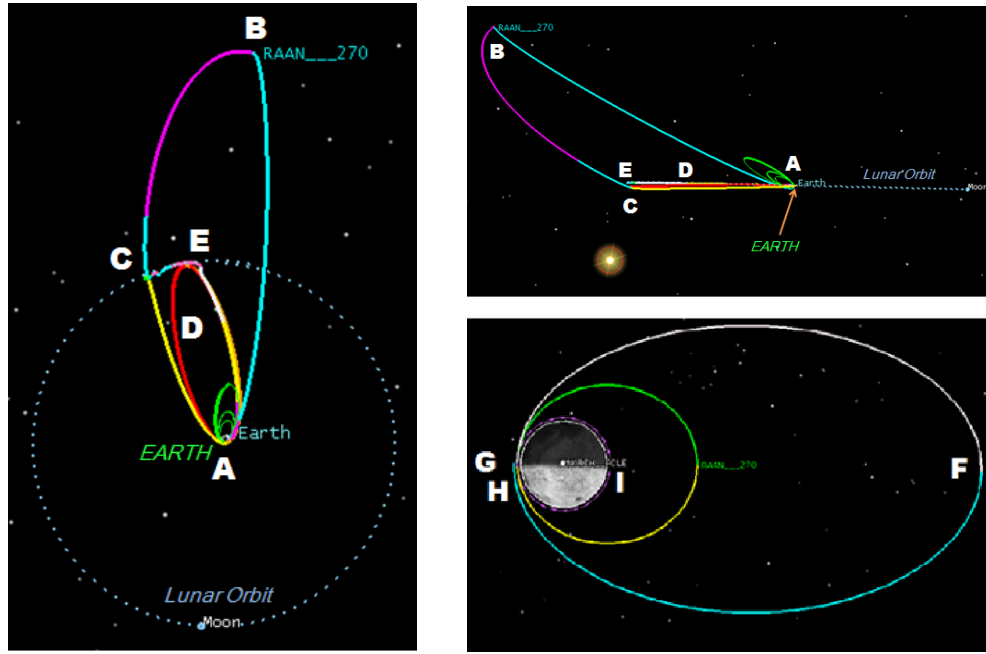 B
RAAN___270
C
E
D
Earth
EARTH
A
Lunar Orbit
Moon
RAAN___270
B
A
E
D
Earth
Lunar Orbit
Moon
C
EARTH
G
H
I
RAAN___270
F